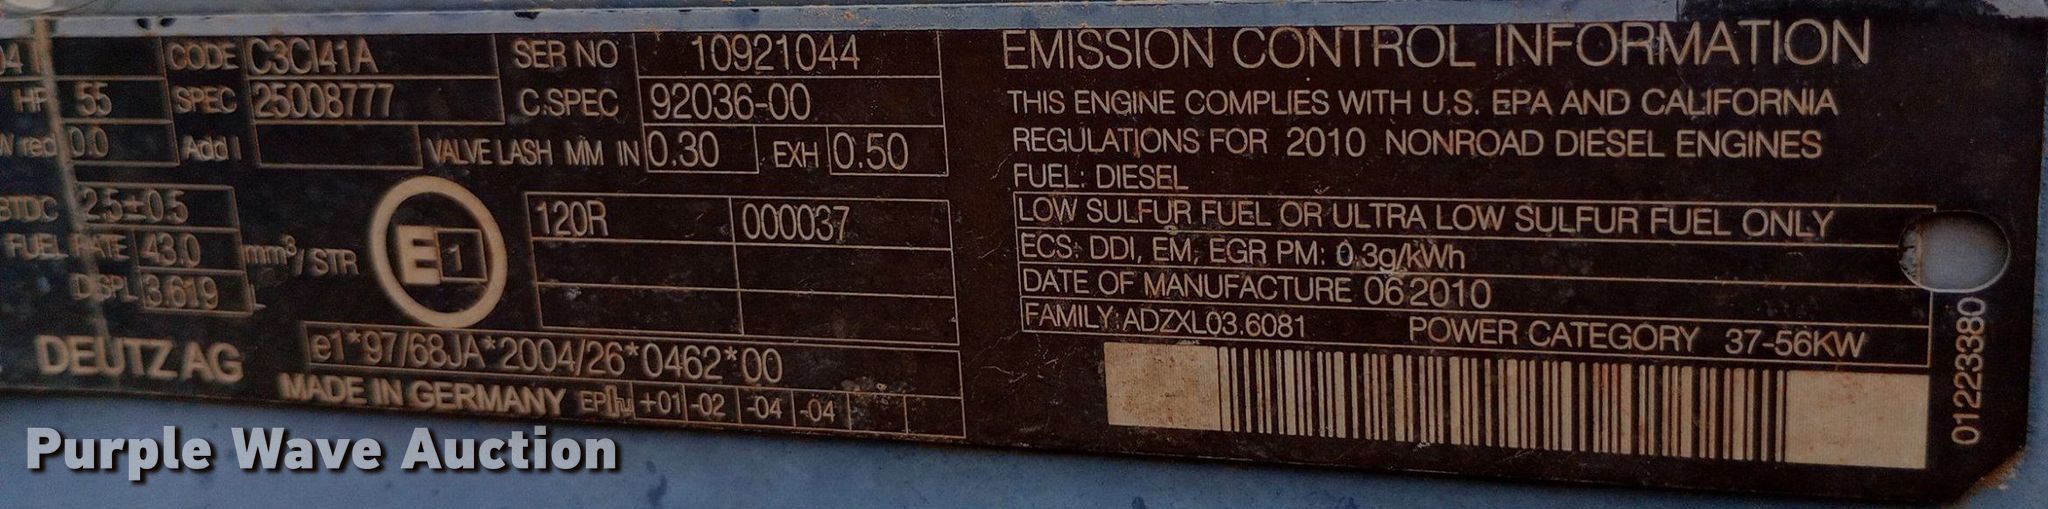 04 CODE C3CI41A SER NO 10921044
HP 55 SPEC 25008777 C.SPEC 92036-00
W red 0.0 Add I VALVE LASH MM IN 0.30 EXH 0.50
BTDC 2.5±0.5
FUEL RATE 43.0 mm³/STR
DISPL 3.619
E1
120R 000037
DEUTZ AG
e1*97/68JA*2004/26*0462*00
MADE IN GERMANY EP +01 -02 -04 -04
EMISSION CONTROL INFORMATION
THIS ENGINE COMPLIES WITH U.S. EPA AND CALIFORNIA
REGULATIONS FOR 2010 NONROAD DIESEL ENGINES
FUEL: DIESEL
LOW SULFUR FUEL OR ULTRA LOW SULFUR FUEL ONLY
ECS: DDI, EM, EGR PM: 0.3g/kWh
DATE OF MANUFACTURE 06 2010
FAMILY: ADZXL03.6081 POWER CATEGORY 37-56KW
01223380
Purple Wave Auction